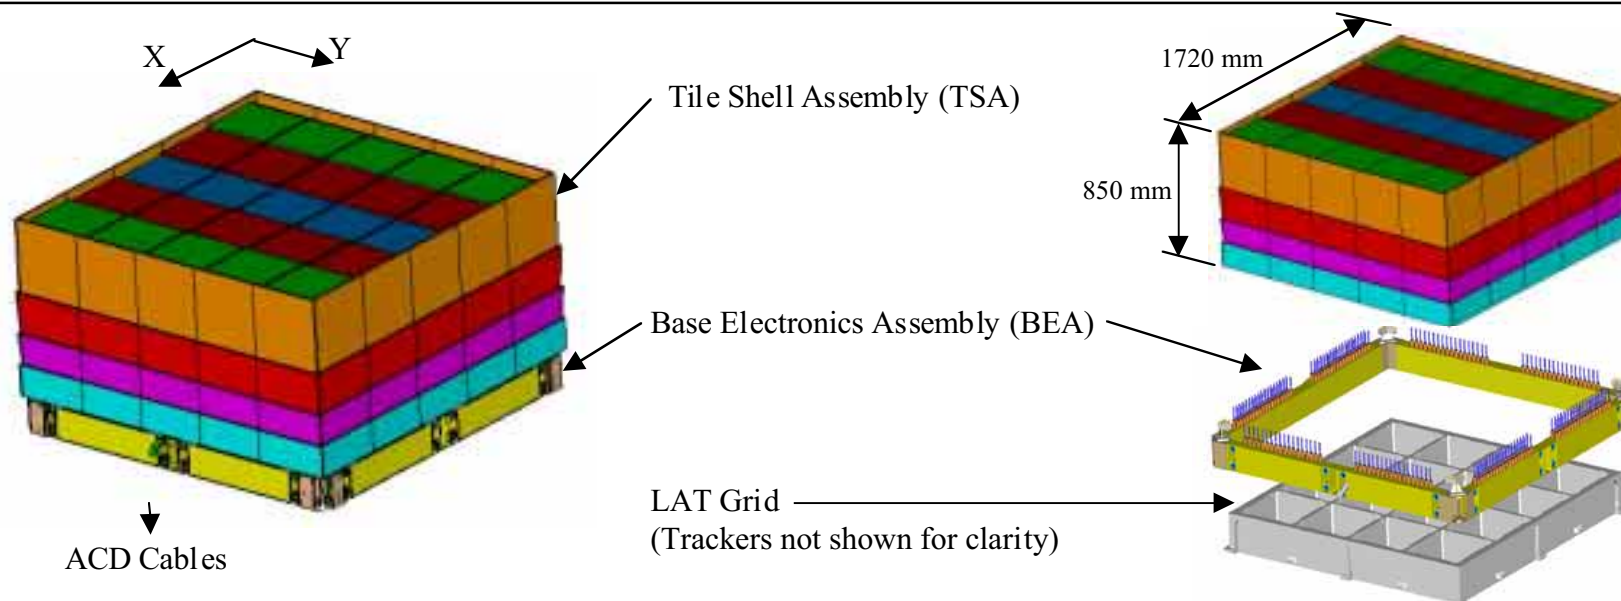 X
Y
Tile Shell Assembly (TSA)
1720 mm
850 mm
Base Electronics Assembly (BEA)
LAT Grid
(Trackers not shown for clarity)
ACD Cables